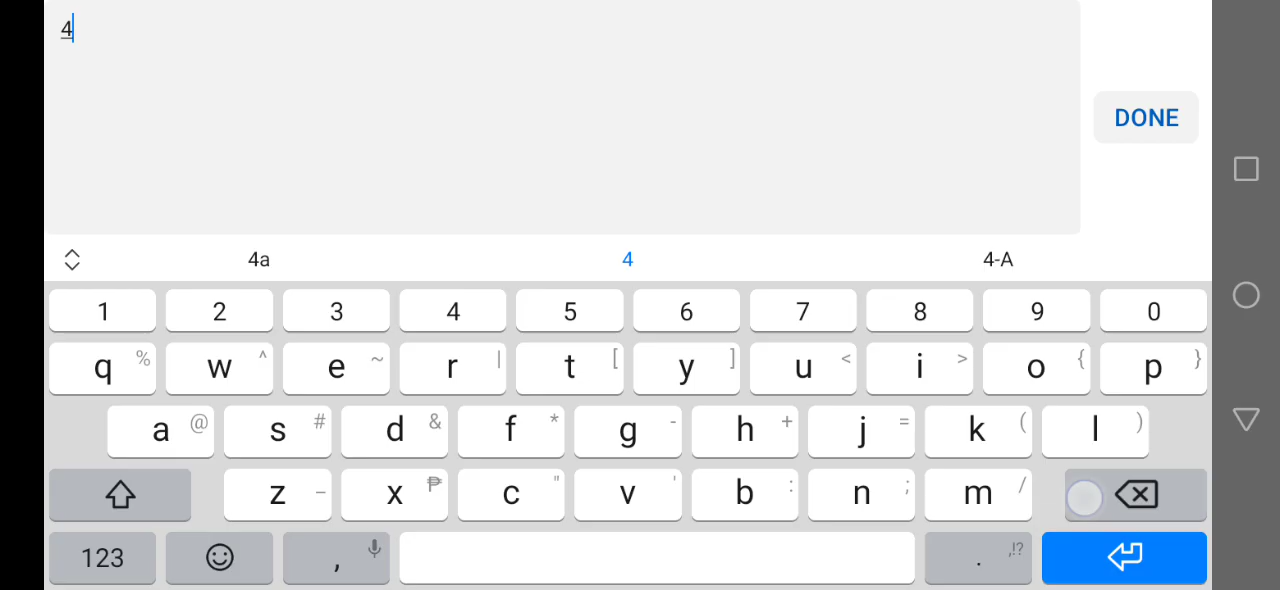 4
DONE
4a 4 4-A
1 2 3 4 5 6 7 8 9 0
q % w ^ e ~ r | t [ y ] u < i > o { p }
a @ s # d & f * g - h + j = k ( l )
z _ x ₱ c " v ' b : n ; m /
123 , . ,!?